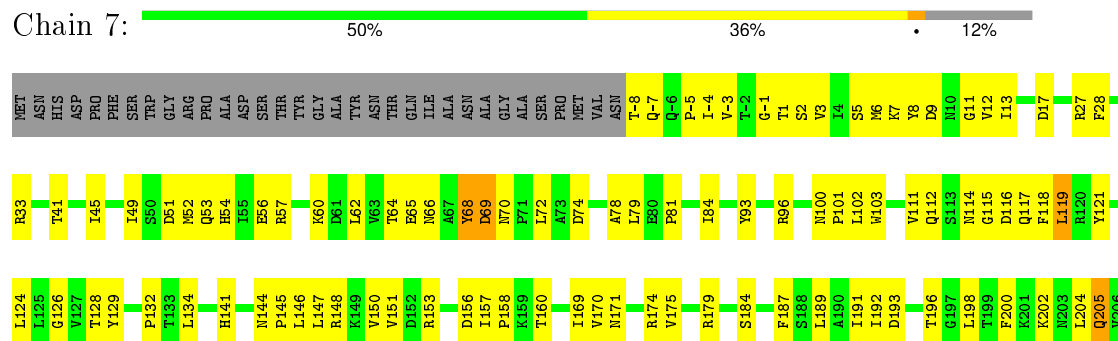 Chain 7:
50% 36% • 12%
MET ASN HIS ASP PRO PHE SER TRP GLY ARG PRO ALA ASP SER THR TYR GLY ALA TYR ASN THR GLN ILE ALA ASN ALA GLY ALA SER PRO MET VAL ASN T-8 Q-7 Q-6 P-5 I-4 V-3 T-2 G-1 T1 S2 V3 I4 S5 M6 K7 Y8 D9 N10 G11 V12 I13 D17 R27 F28
R33 T41 I45 I49 S50 D51 M52 Q53 H54 I55 E56 R57 K60 D61 L62 V63 T64 E65 N66 A67 Y68 D69 N70 P71 L72 A73 D74 A78 L79 E80 P81 I84 Y93 R96 N100 P101 L102 W103 V111 Q112 S113 N114 G115 D116 Q117 F118 L119 R120 Y121
L124 L125 G126 V127 T128 Y129 P132 T133 L134 H141 N144 P145 L146 L147 R148 K149 V150 V151 D152 R153 D156 I157 P158 K159 T160 I169 V170 N171 R174 V175 R179 S184 F187 S188 L189 A190 I191 I192 D193 T196 G197 L198 T199 F200 K201 K202 N203 L204 Q205 V206